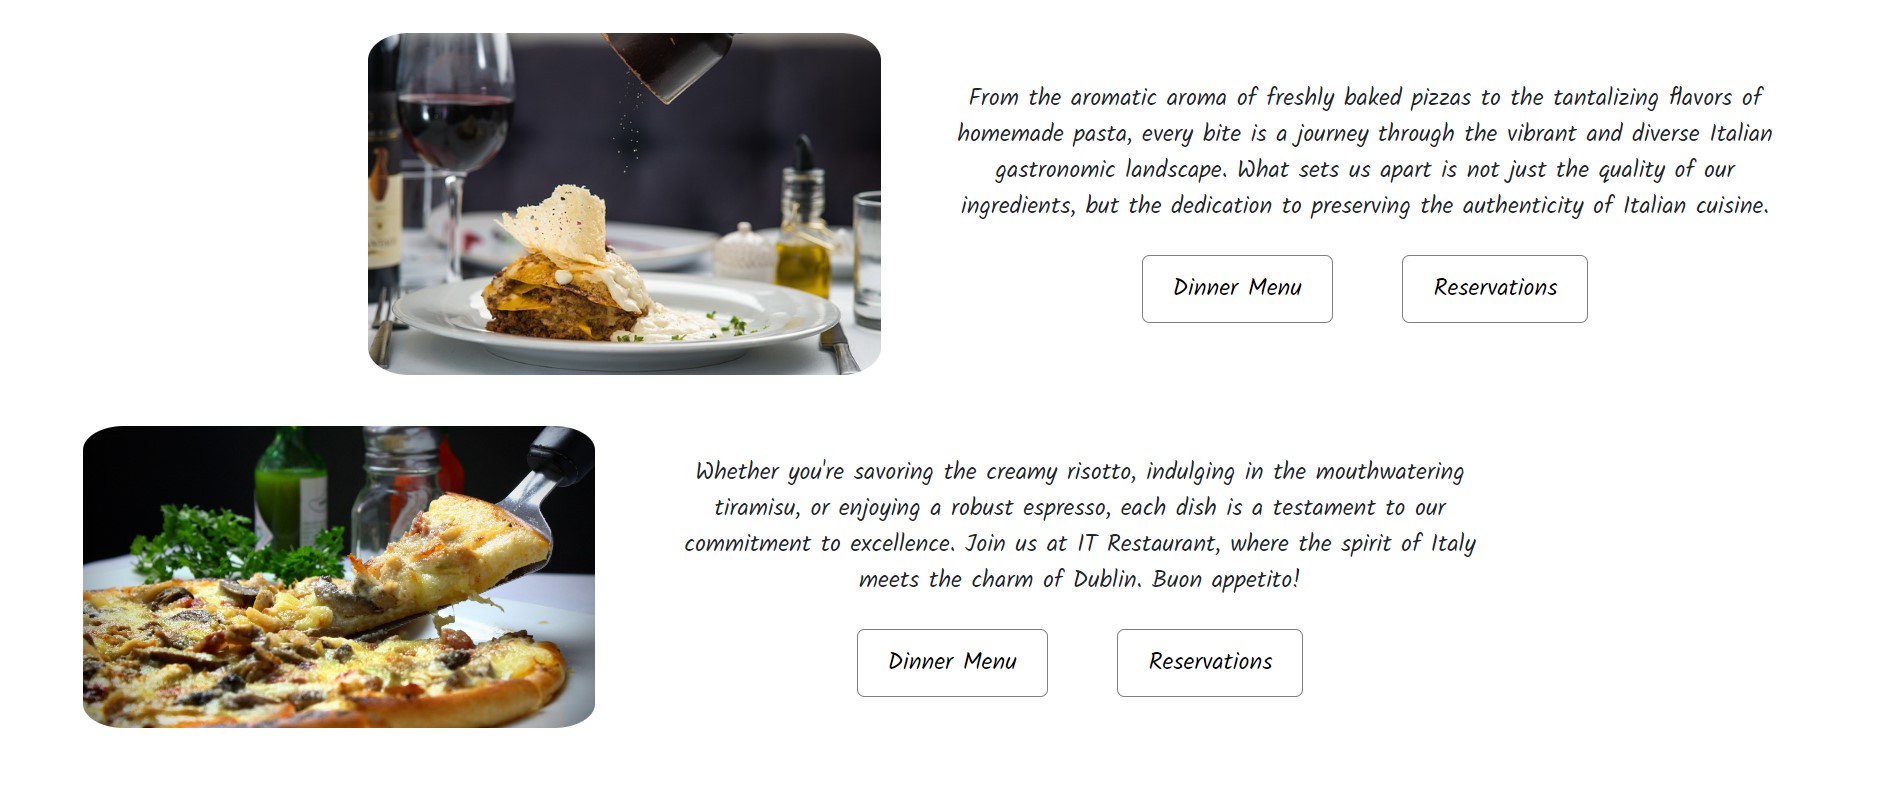 From the aromatic aroma of freshly baked pizzas to the tantalizing flavors of
homemade pasta, every bite is a journey through the vibrant and diverse Italian
gastronomic landscape. What sets us apart is not just the quality of our
ingredients, but the dedication to preserving the authenticity of Italian cuisine.
Dinner Menu
Reservations
Whether you're savoring the creamy risotto, indulging in the mouthwatering
tiramisu, or enjoying a robust espresso, each dish is a testament to our
commitment to excellence. Join us at IT Restaurant, where the spirit of Italy
meets the charm of Dublin. Buon appetito!
Dinner Menu
Reservations